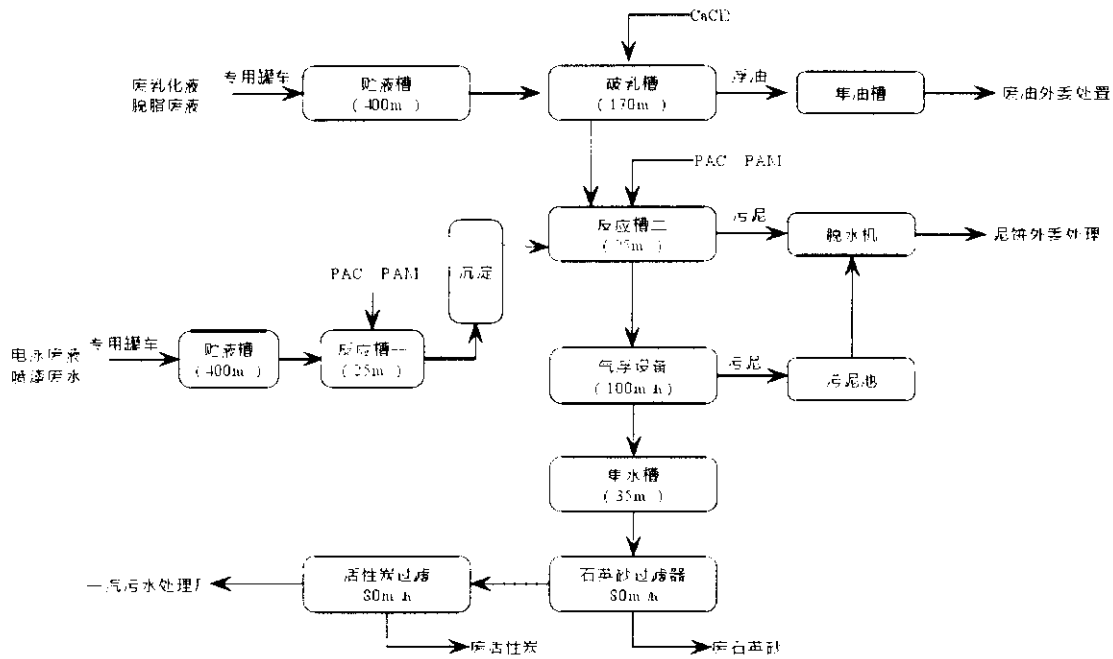 CaCl2
废乳化液
脱脂废液
专用罐车
贮液槽
(400m )
破乳槽
(170m )
浮油
集油槽
废油外委处置
PAC PAM
反应槽二
污泥
脱水机
泥饼外委处理
沉淀
PAC PAM
电泳废液
喷漆废水
专用罐车
贮液槽
(400m )
反应槽一
(25m )
气浮设备
(100m h)
污泥
污泥池
集水槽
(35m )
一汽污水处理厂
活性炭过滤
80m h
石英砂过滤器
80m /h
废活性炭
废石英砂